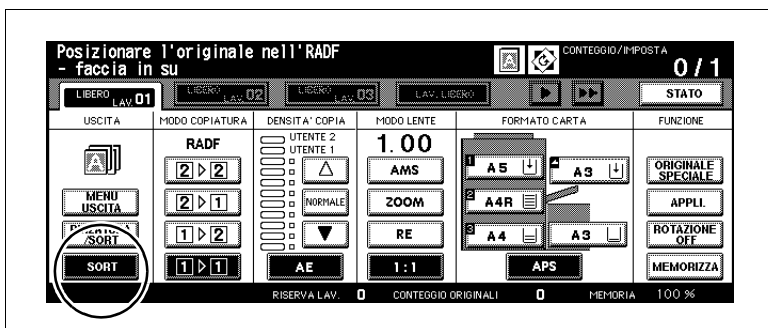 Posizionare l'originale nell'RADF
- faccia in su
CONTEGGIO/IMPOSTA
0/1
LIBERO LAV. 01
LIBERO LAV. 02
LIBERO LAV. 03
LAV. LIBERO
STATO
USCITA
MODO COPIATURA
DENSITA' COPIA
MODO LENTE
FORMATO CARTA
FUNZIONE
RADF
UTENTE 2
UTENTE 1
1.00
2 ▷ 2
AMS
1 A5
A3
ORIGINALE SPECIALE
MENU USCITA
2 ▷ 1
NORMALE
ZOOM
2 A4R
APPLI.
/SORT
1 ▷ 2
RE
3 A4
A3
ROTAZIONE OFF
SORT
1 ▷ 1
AE
1:1
APS
MEMORIZZA
RISERVA LAV. 0 CONTEGGIO ORIGINALI 0 MEMORIA 100 %